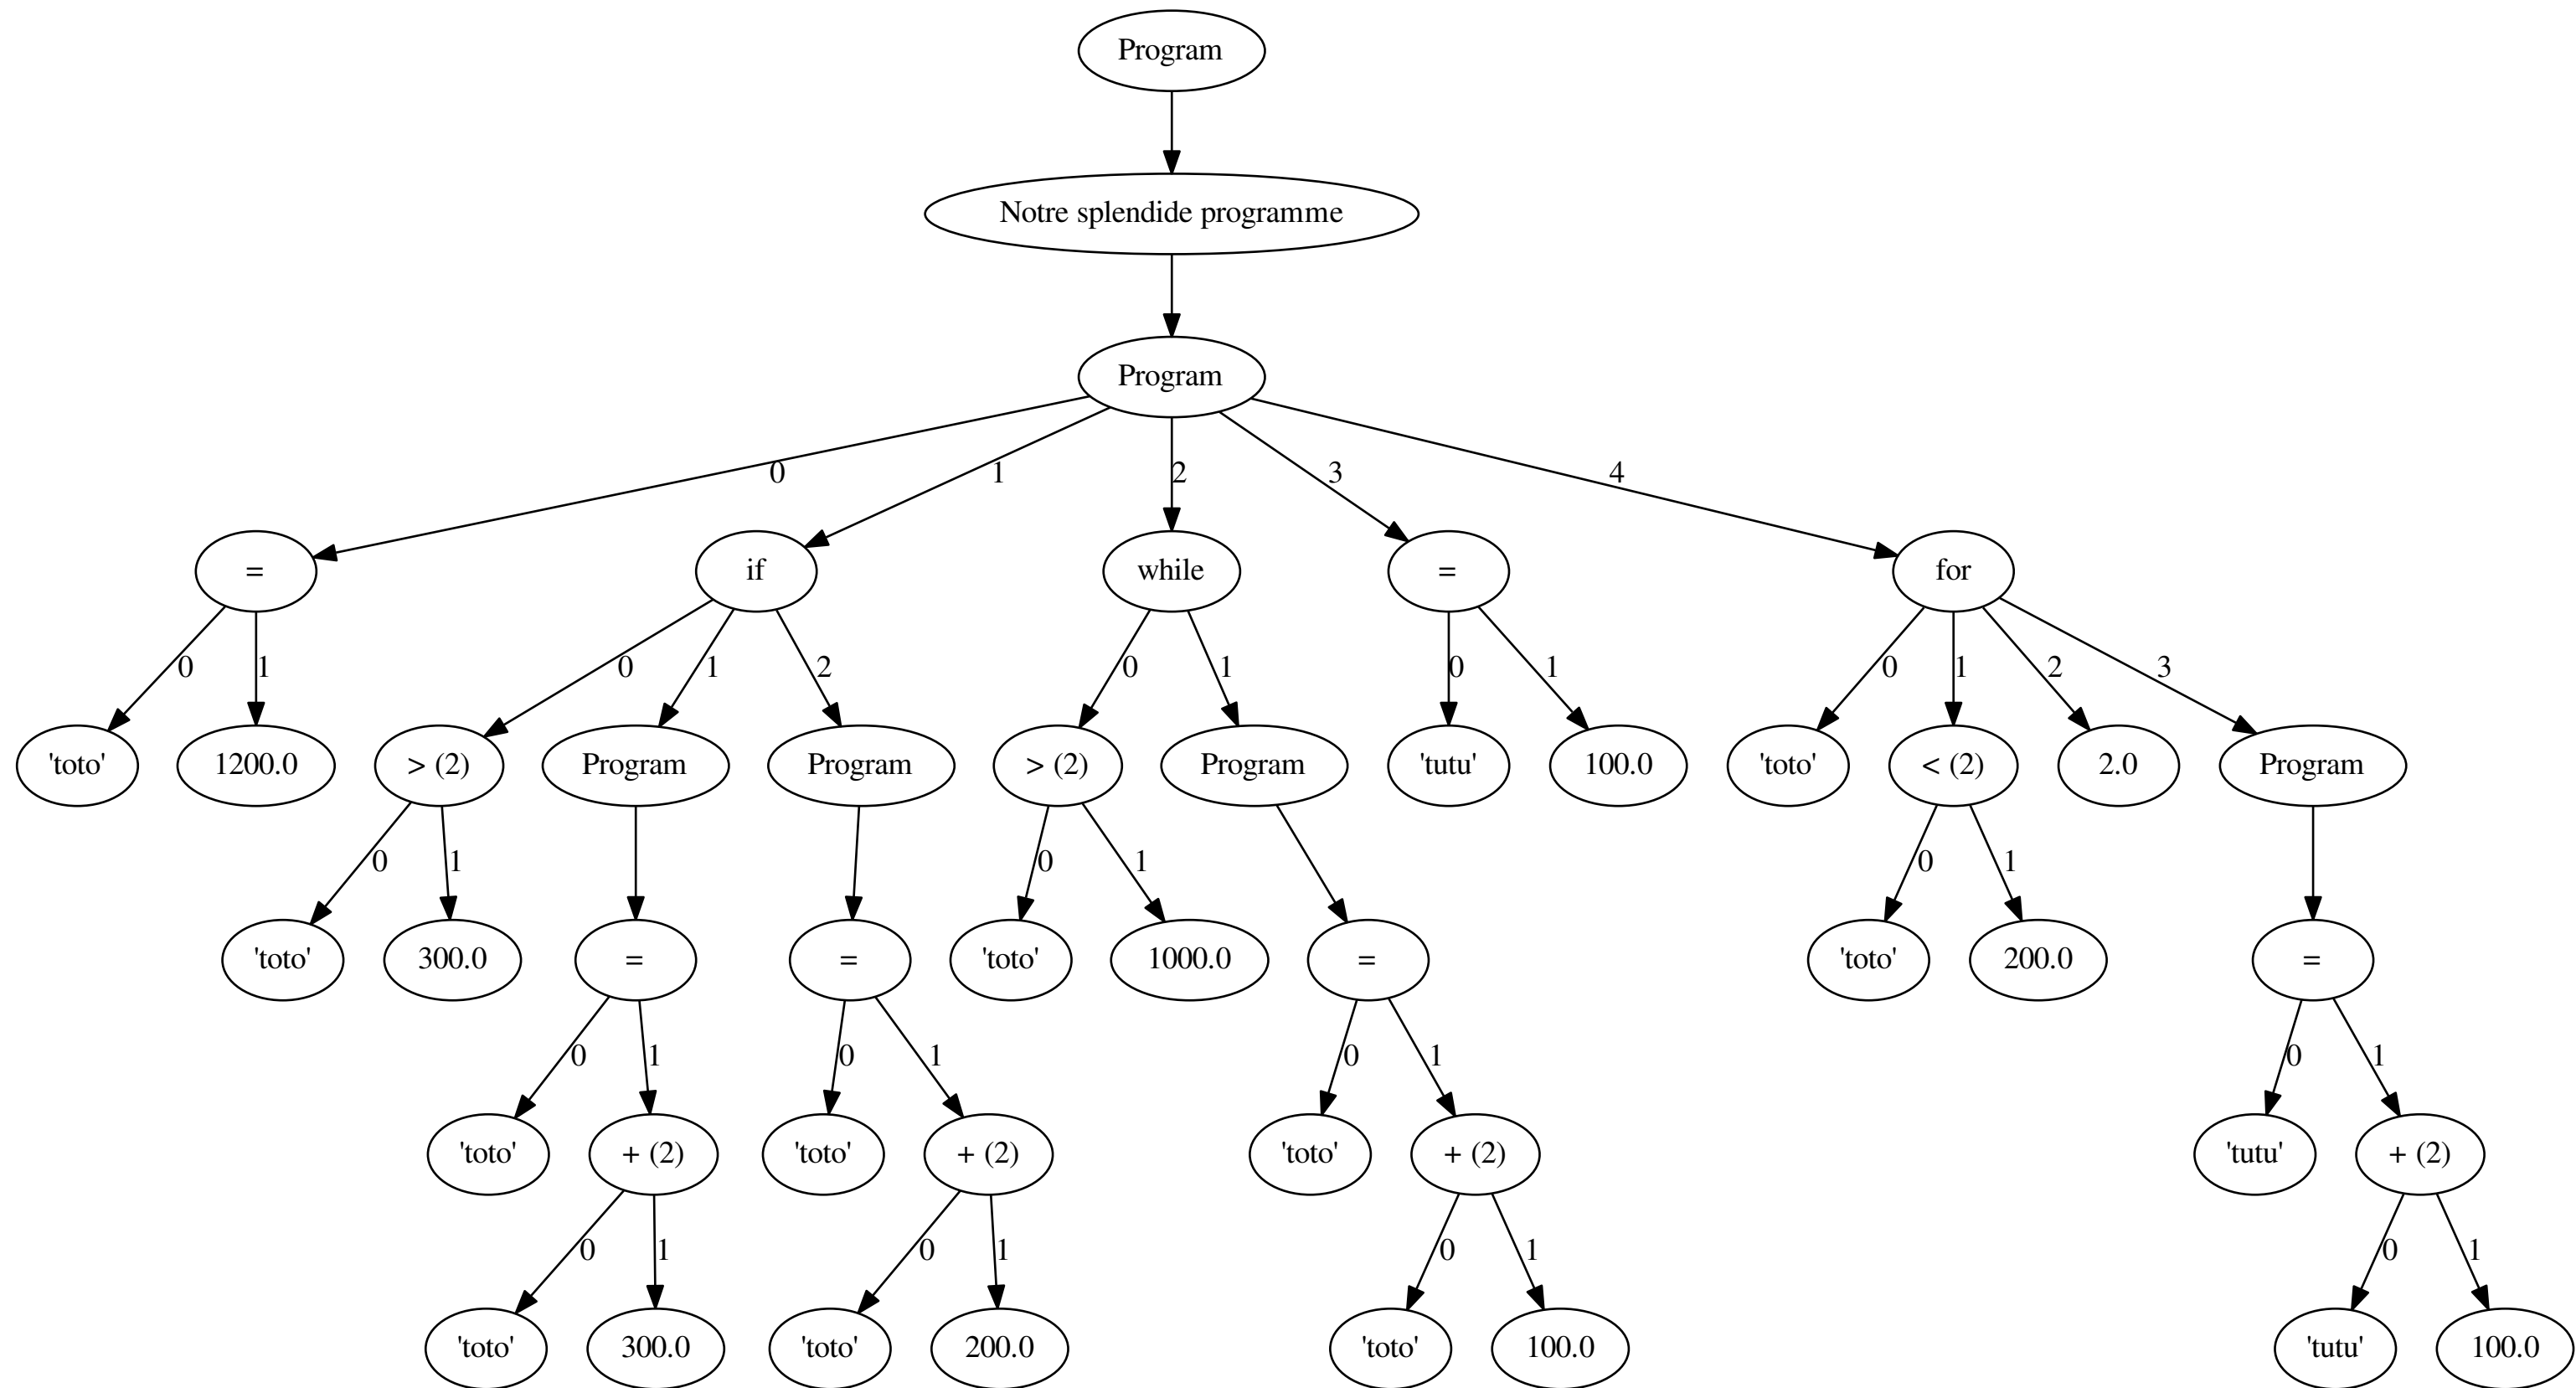 Program
Notre splendide programme
Program
0 1 2 3 4
= if while = for
0 1 0 1 2 0 1 0 1 0 1 2 3
'toto' 1200.0 > (2) Program Program > (2) Program 'tutu' 100.0 'toto' < (2) 2.0 Program
0 1 0 1 0 1
'toto' 300.0 = = 'toto' 1000.0 = 'toto' 200.0 =
0 1 0 1 0 1 0 1
'toto' + (2) 'toto' + (2) 'toto' + (2) 'tutu' + (2)
0 1 0 1 0 1 0 1
'toto' 300.0 'toto' 200.0 'toto' 100.0 'tutu' 100.0